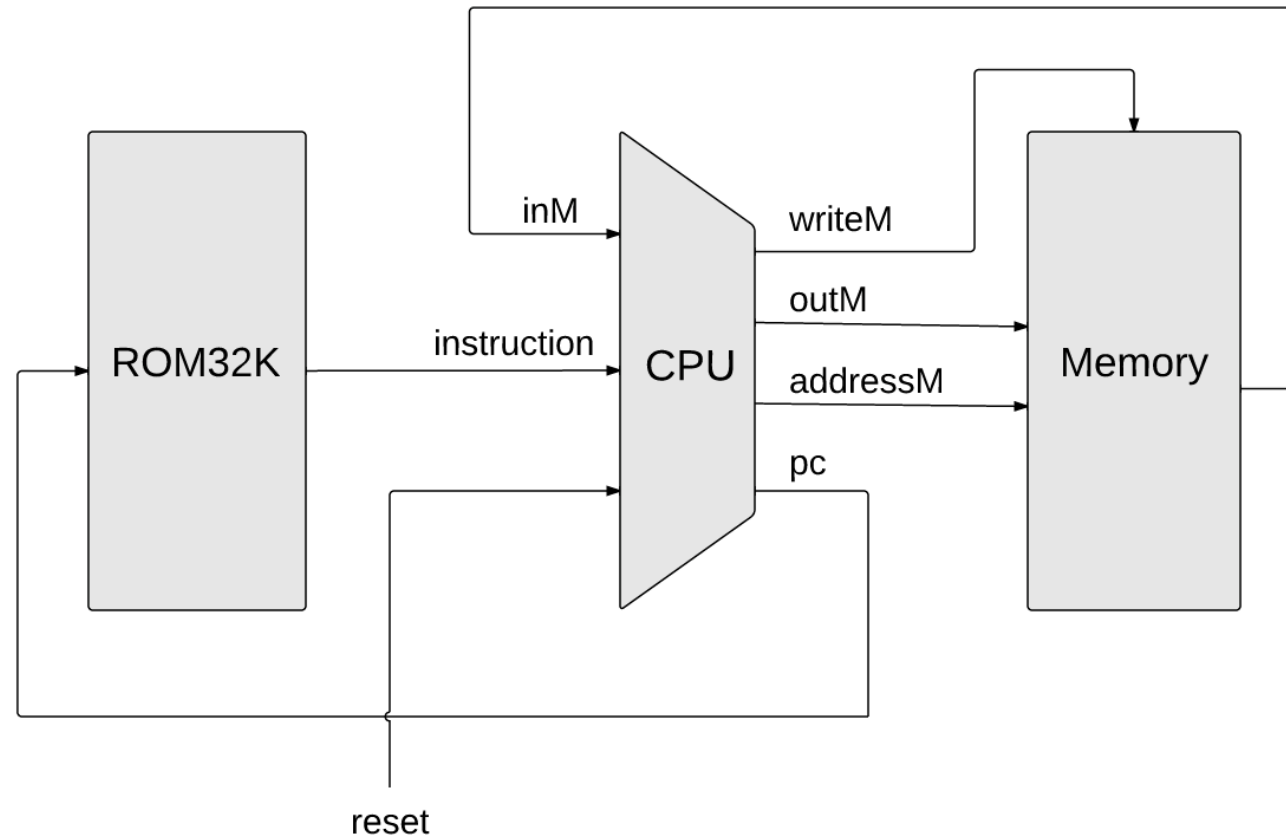 inM
writeM
outM
instruction
ROM32K
CPU
Memory
addressM
pc
reset